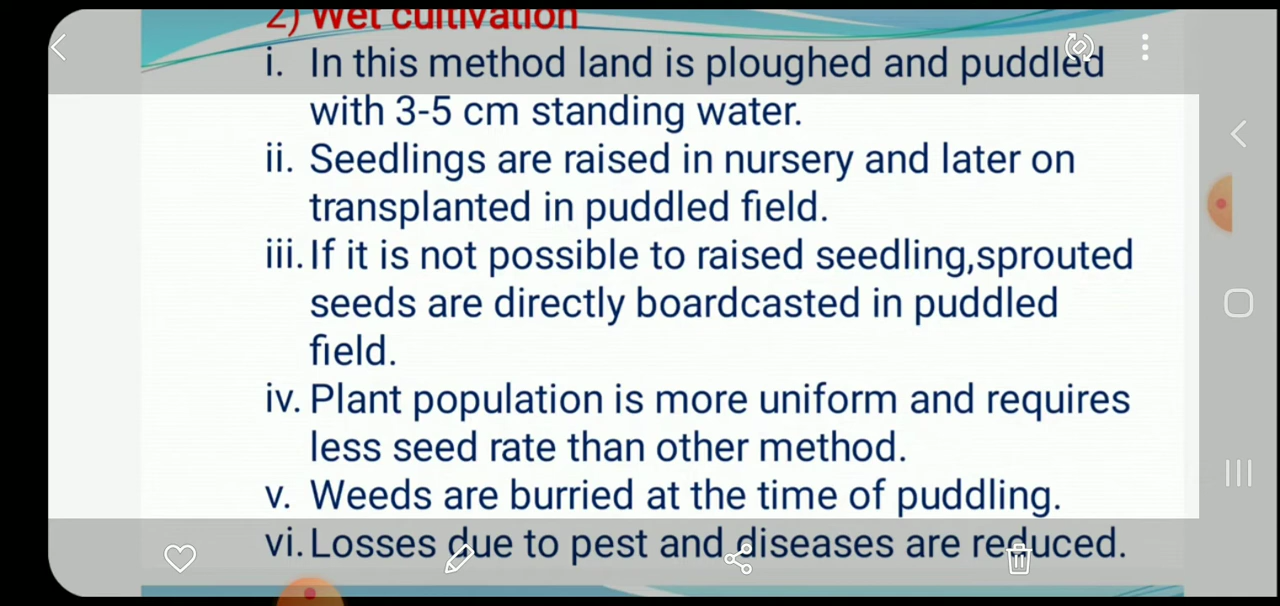 2) Wet cultivation
i. In this method land is ploughed and puddled
with 3-5 cm standing water.
ii. Seedlings are raised in nursery and later on
transplanted in puddled field.
iii. If it is not possible to raised seedling,sprouted
seeds are directly boardcasted in puddled
field.
iv. Plant population is more uniform and requires
less seed rate than other method.
v. Weeds are burried at the time of puddling.
vi. Losses due to pest and diseases are reduced.